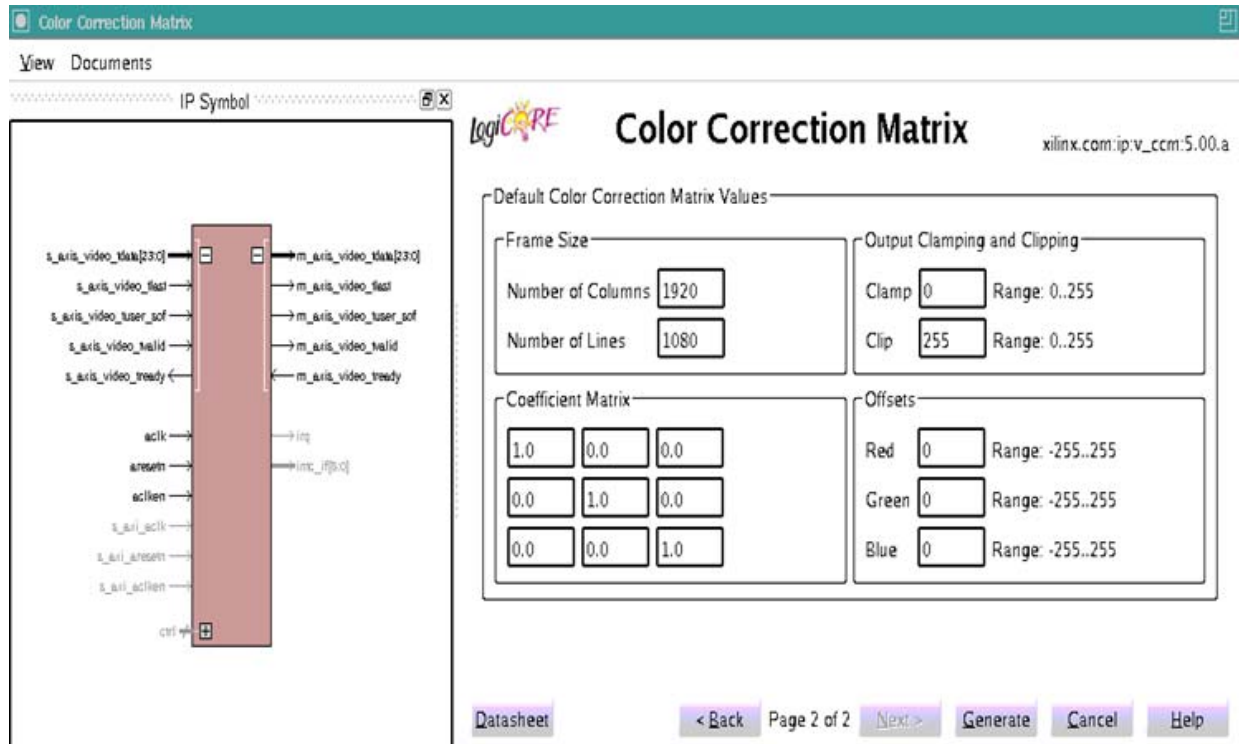 Color Correction Matrix
View Documents
IP Symbol
s_axis_video_tdata[23:0]
s_axis_video_tlast
s_axis_video_tuser_sof
s_axis_video_tvalid
s_axis_video_tready
aclk
aresetn
aclken
s_axi_aclk
s_axi_aresetn
s_axi_aclken
ctrl
m_axis_video_tdata[23:0]
m_axis_video_tlast
m_axis_video_tuser_sof
m_axis_video_tvalid
m_axis_video_tready
irq
intc_if[5:0]
logiCORE
Color Correction Matrix
xilinx.com:ip:v_ccm:5.00.a
Default Color Correction Matrix Values
Frame Size
Number of Columns 1920
Number of Lines 1080
Output Clamping and Clipping
Clamp 0 Range: 0..255
Clip 255 Range: 0..255
Coefficient Matrix
1.0 0.0 0.0
0.0 1.0 0.0
0.0 0.0 1.0
Offsets
Red 0 Range: -255..255
Green 0 Range: -255..255
Blue 0 Range: -255..255
Datasheet < Back Page 2 of 2 Next > Generate Cancel Help